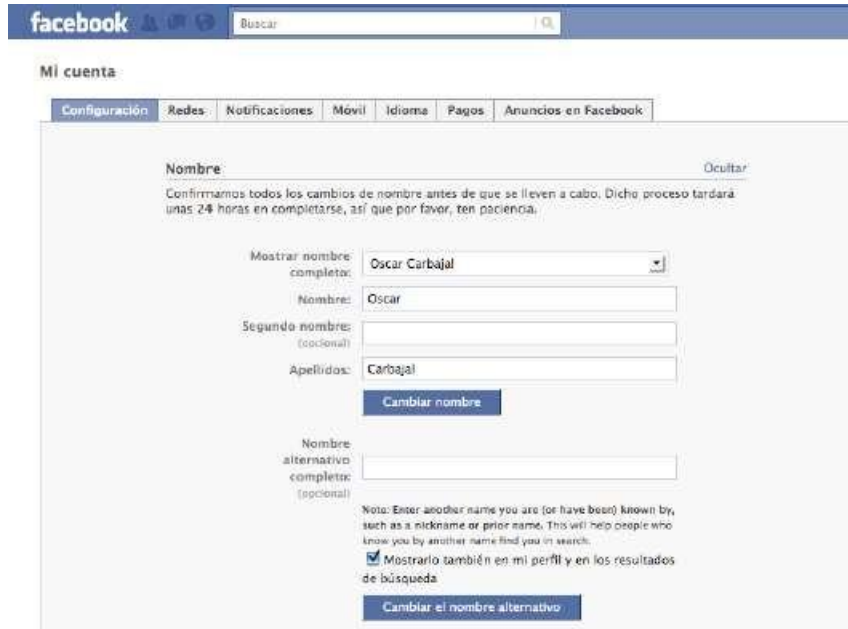 facebook Buscar
Mi cuenta
Configuración Redes Notificaciones Móvil Idioma Pagos Anuncios en Facebook
Nombre Ocultar
Confirmamos todos los cambios de nombre antes de que se lleven a cabo. Dicho proceso tardará
unas 24 horas en completarse, así que por favor, ten paciencia.
Mostrar nombre
completo: Oscar Carbajal
Nombre: Oscar
Segundo nombre:
(opcional)
Apellidos: Carbajal
Cambiar nombre
Nombre
alternativo
completo:
(opcional)
Note: Enter another name you are (or have been) known by,
such as a nickname or prior name. This will help people who
know you by another name find you in search.
Mostrarlo también en mi perfil y en los resultados
de búsqueda
Cambiar el nombre alternativo